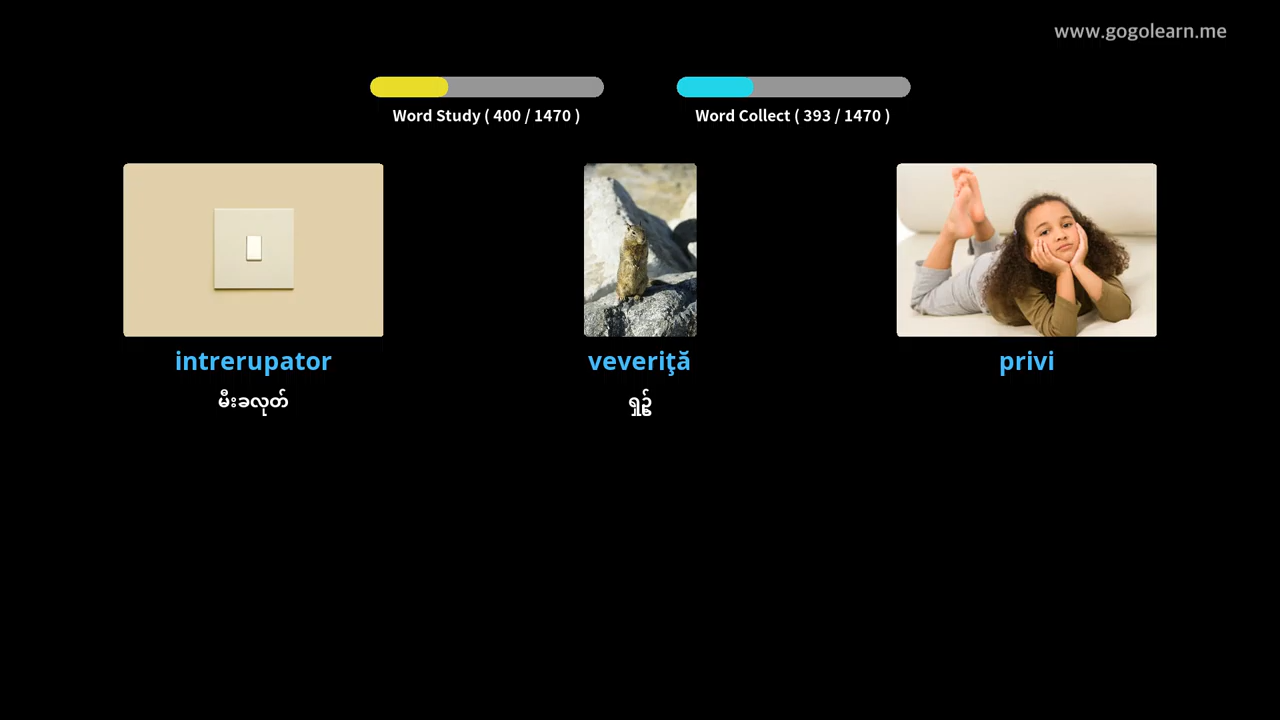 www.gogolearn.me
Word Study ( 400 / 1470 )
Word Collect ( 393 / 1470 )
intrerupator
veveriţă
privi
မီးခလုတ်
ရှဥ့်